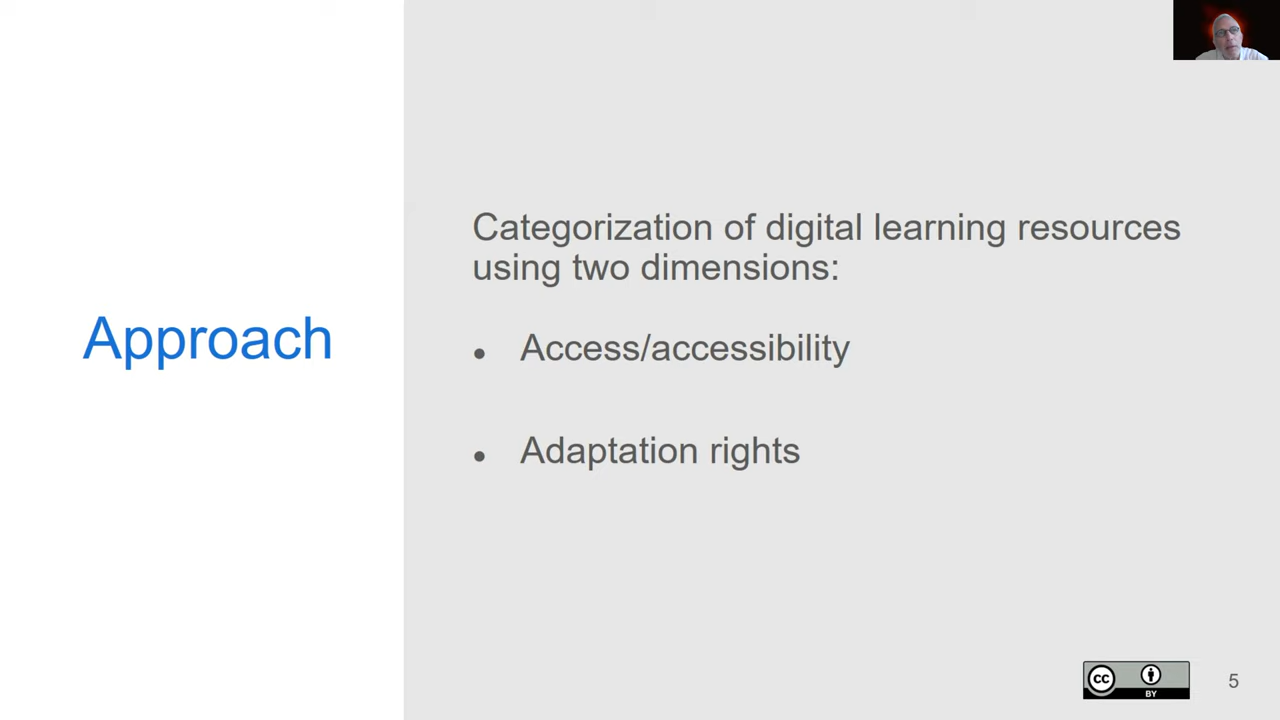 Approach
Categorization of digital learning resources
using two dimensions:
● Access/accessibility
● Adaptation rights
cc
BY
5